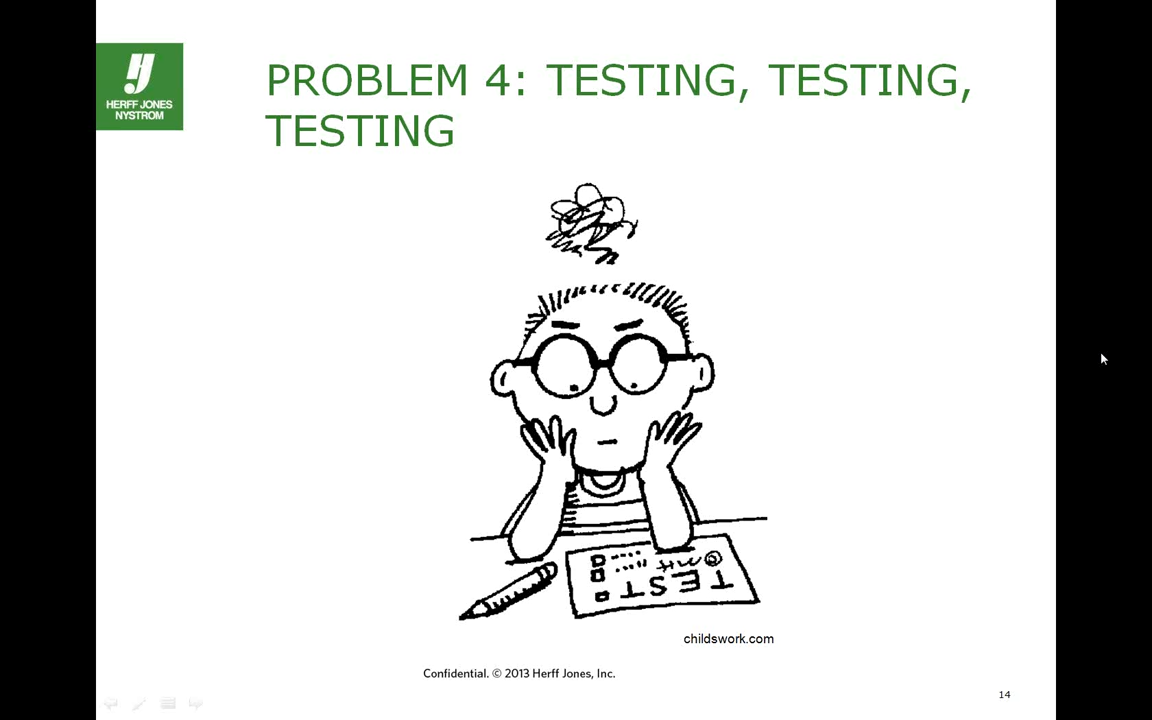 HERFF JONES
NYSTROM
PROBLEM 4: TESTING, TESTING,
TESTING
TEST
childswork.com
Confidential. © 2013 Herff Jones, Inc.
14